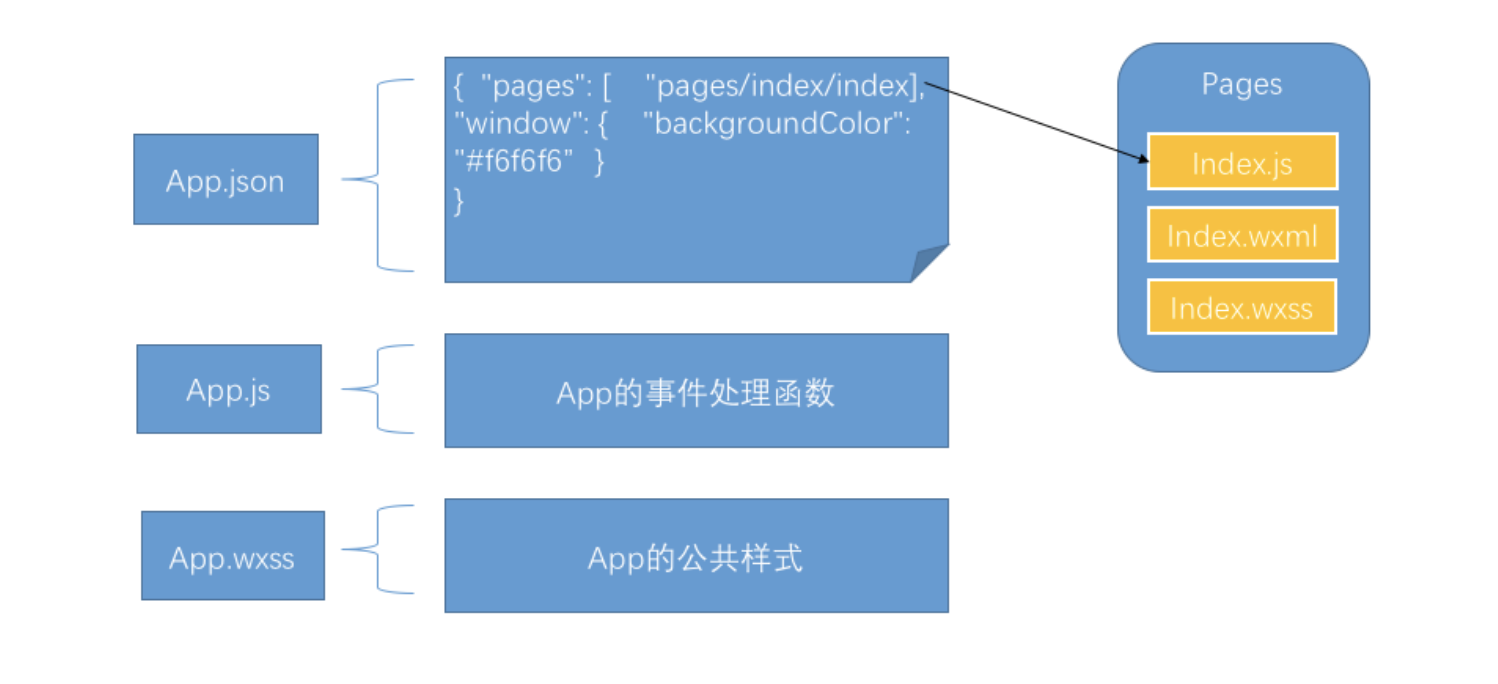 App.json
{  "pages": [    "pages/index/index],
"window": {    "backgroundColor":
"#f6f6f6”  }
}
Pages
Index.js
Index.wxml
Index.wxss
App.js
App的事件处理函数
App.wxss
App的公共样式